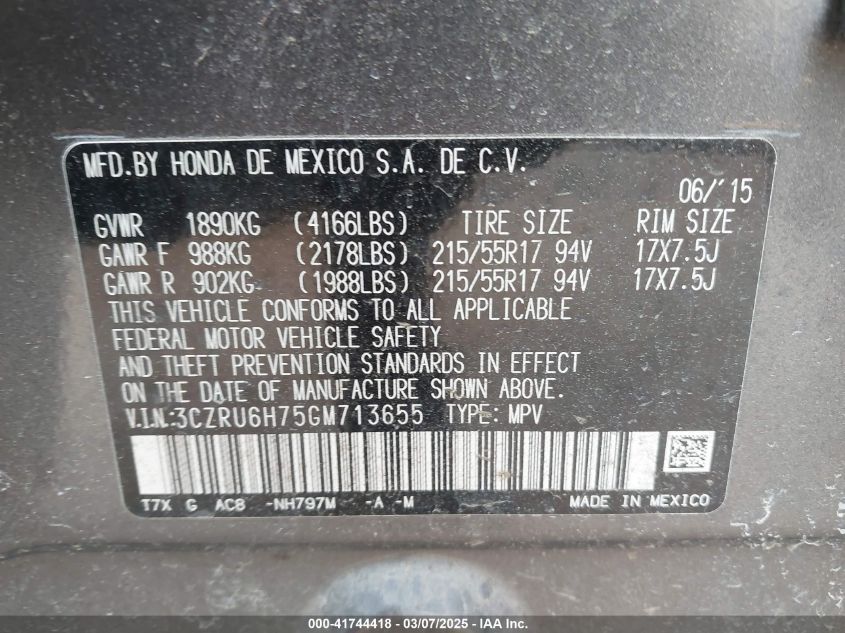 MFD.BY HONDA DE MEXICO S.A. DE C.V.
06/'15
GVWR 1890KG (4166LBS) TIRE SIZE RIM SIZE
GAWR F 988KG (2178LBS) 215/55R17 94V 17X7.5J
GAWR R 902KG (1988LBS) 215/55R17 94V 17X7.5J
THIS VEHICLE CONFORMS TO ALL APPLICABLE
FEDERAL MOTOR VEHICLE SAFETY
AND THEFT PREVENTION STANDARDS IN EFFECT
ON THE DATE OF MANUFACTURE SHOWN ABOVE.
V.I.N.:3CZRU6H75GM713655 TYPE: MPV
T7X G AC8 -NH797M -A -M MADE IN MEXICO
000-41744418 - 03/07/2025 - IAA, Inc.